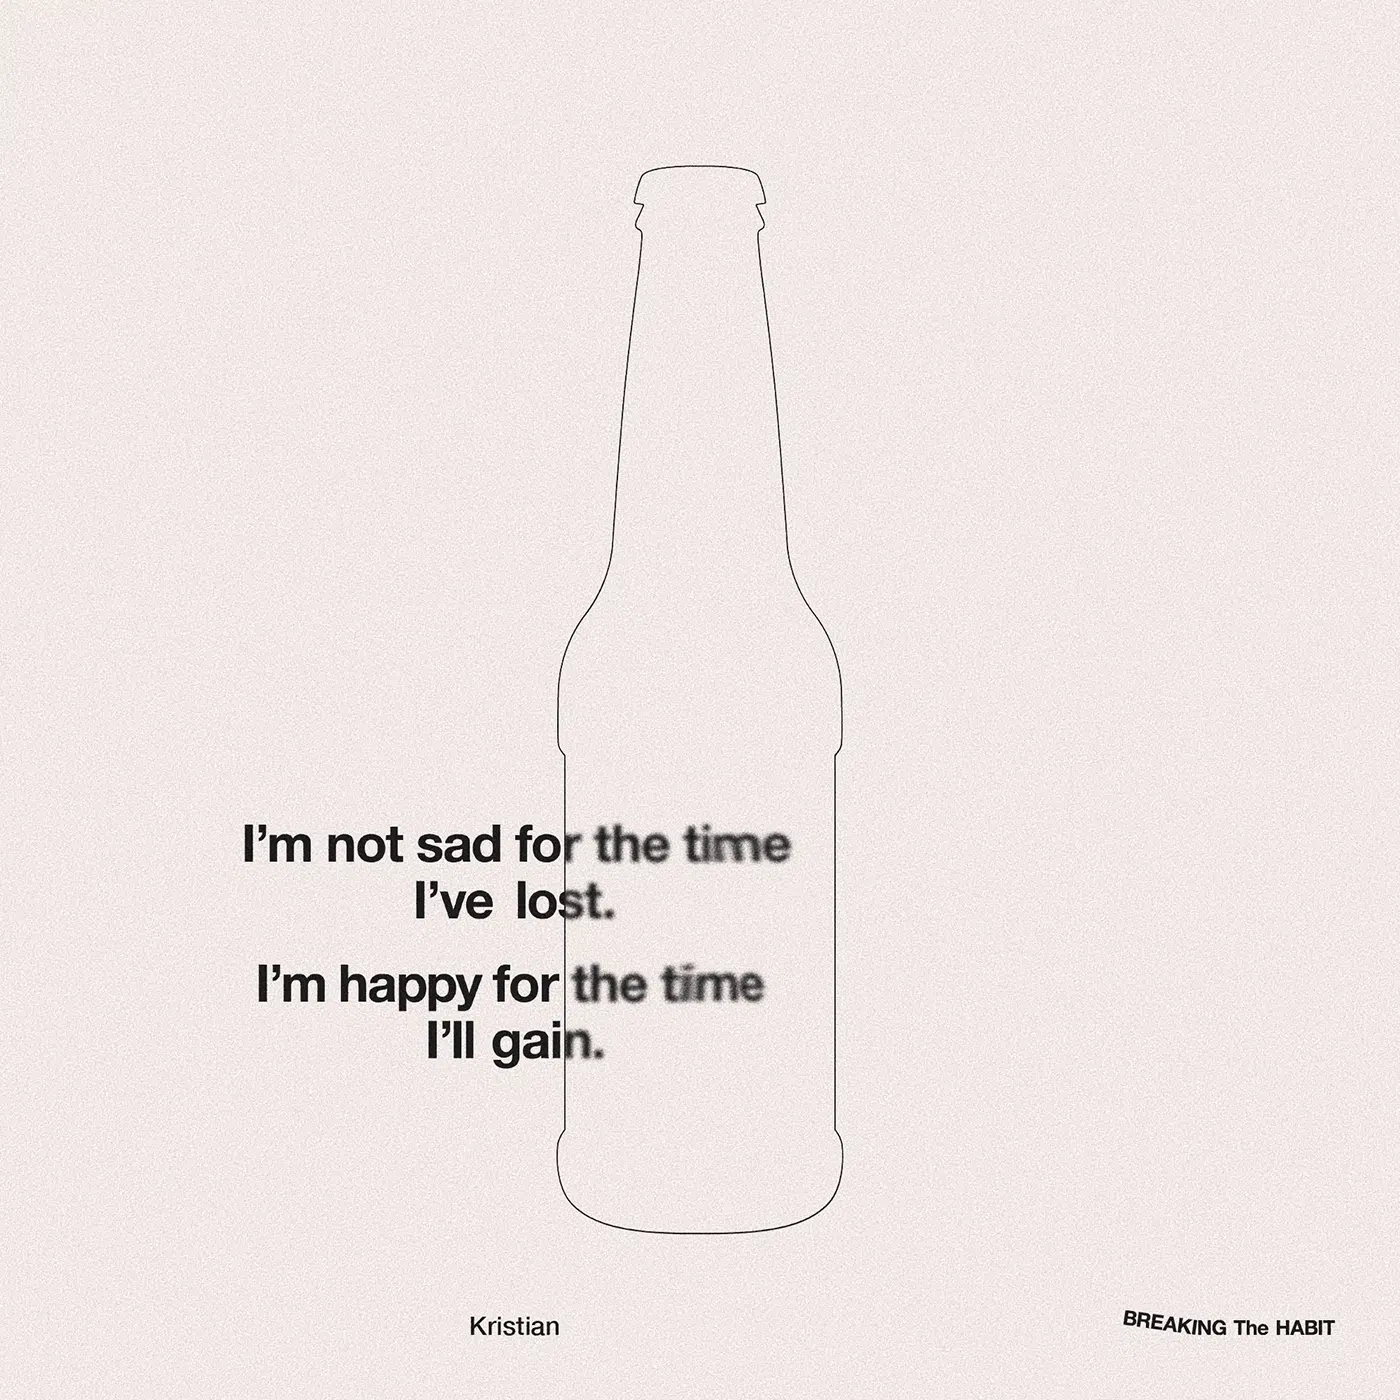 I’m not sad for the time
I’ve lost.
I’m happy for the time
I’ll gain.
Kristian
BREAKING The HABIT